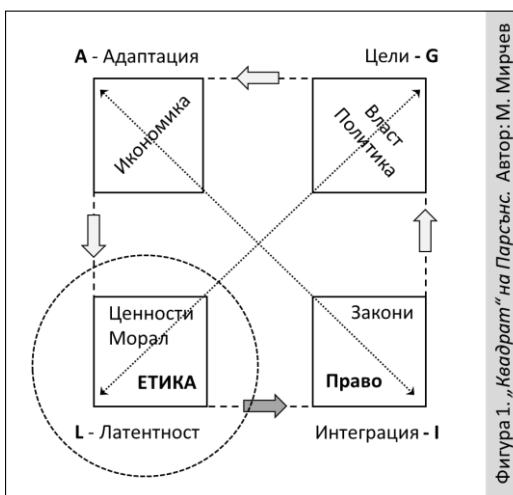 A - Адаптация
Цели - G
Икономика
Власт
Политика
Ценности
Морал
ЕТИКА
Закони
Право
L - Латентност
Интеграция - I
Фигура 1. „Квадрат“ на Парсънс. Автор: М. Мирчев